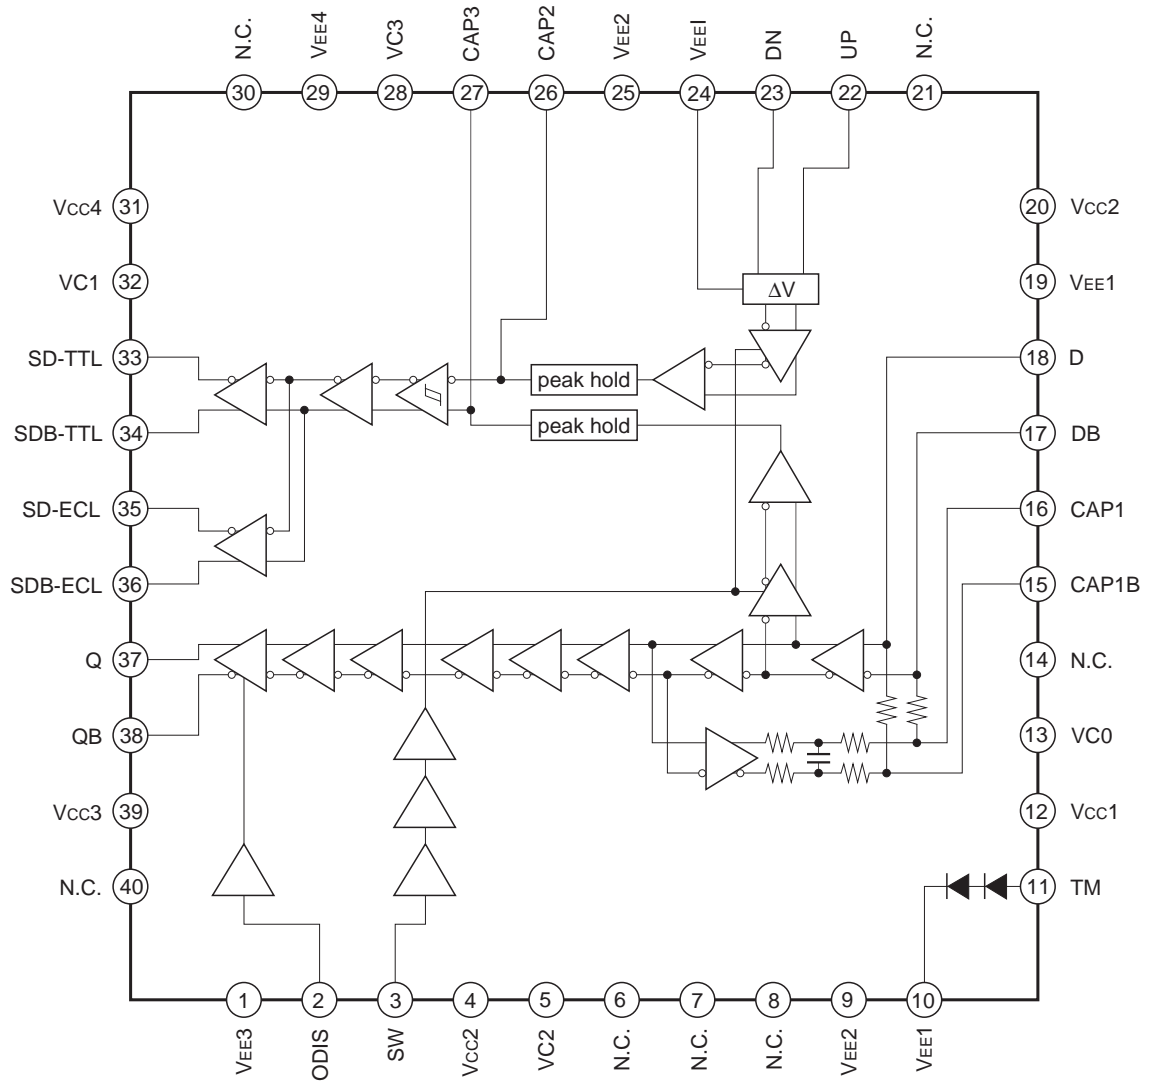 N.C.
VEE4
VC3
CAP3
CAP2
VEE2
VEEI
DN
UP
N.C.
30
29
28
27
26
25
24
23
22
21
VCC4
31
20
VCC2
VC1
32
19
VEE1
ΔV
SD-TTL
33
18
D
peak hold
SDB-TTL
34
peak hold
17
DB
SD-ECL
35
16
CAP1
SDB-ECL
36
15
CAP1B
Q
37
14
N.C.
QB
38
13
VC0
VCC3
39
12
VCC1
N.C.
40
11
TM
1
2
3
4
5
6
7
8
9
10
VEE3
ODIS
SW
VCC2
VC2
N.C.
N.C.
N.C.
VEE2
VEE1